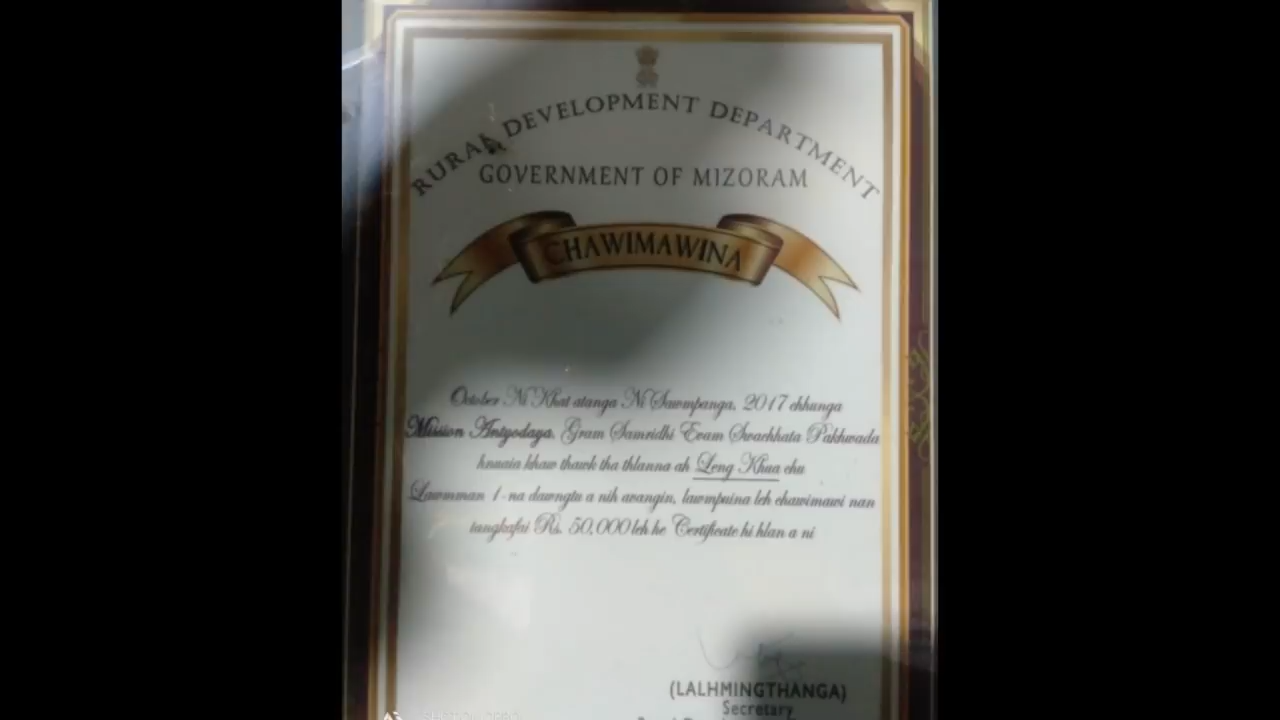 RURAL DEVELOPMENT DEPARTMENT
GOVERNMENT OF MIZORAM
CHAWIMAWINA
October Ni Khat atanga Ni Sawmpanga, 2017 chhunga
Mission Antyodaya, Gram Samridhi Evam Swachhata Pakhwada
hnuaia khaw thawk tha thlanna ah Leng Khua chu
Lawmman 1-na dawngtu a nih avangin, lawmpuina leh chawimawi nan
tangkafai Rs. 50,000 leh he Certificate hi hlan a ni
(LALHMINGTHANGA)
Secretary